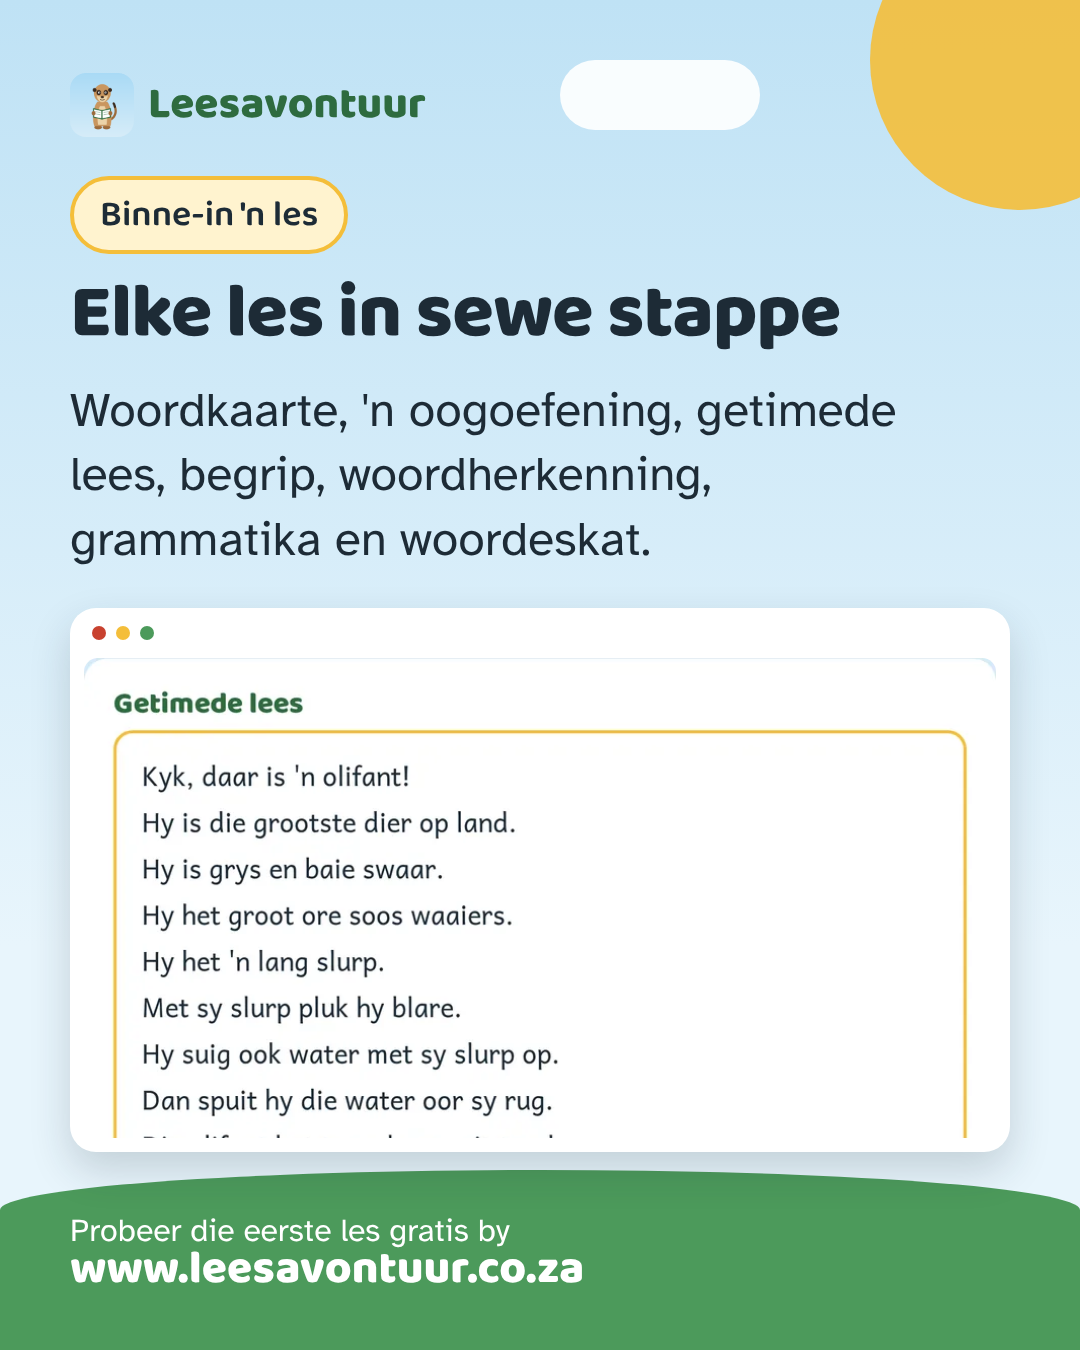 Leesavontuur
Binne-in 'n les
Elke les in sewe stappe
Woordkaarte, 'n oogoefening, getimede
lees, begrip, woordherkenning,
grammatika en woordeskat.
Getimede lees
Kyk, daar is 'n olifant!
Hy is die grootste dier op land.
Hy is grys en baie swaar.
Hy het groot ore soos waaiers.
Hy het 'n lang slurp.
Met sy slurp pluk hy blare.
Hy suig ook water met sy slurp op.
Dan spuit hy die water oor sy rug.
Probeer die eerste les gratis by
www.leesavontuur.co.za